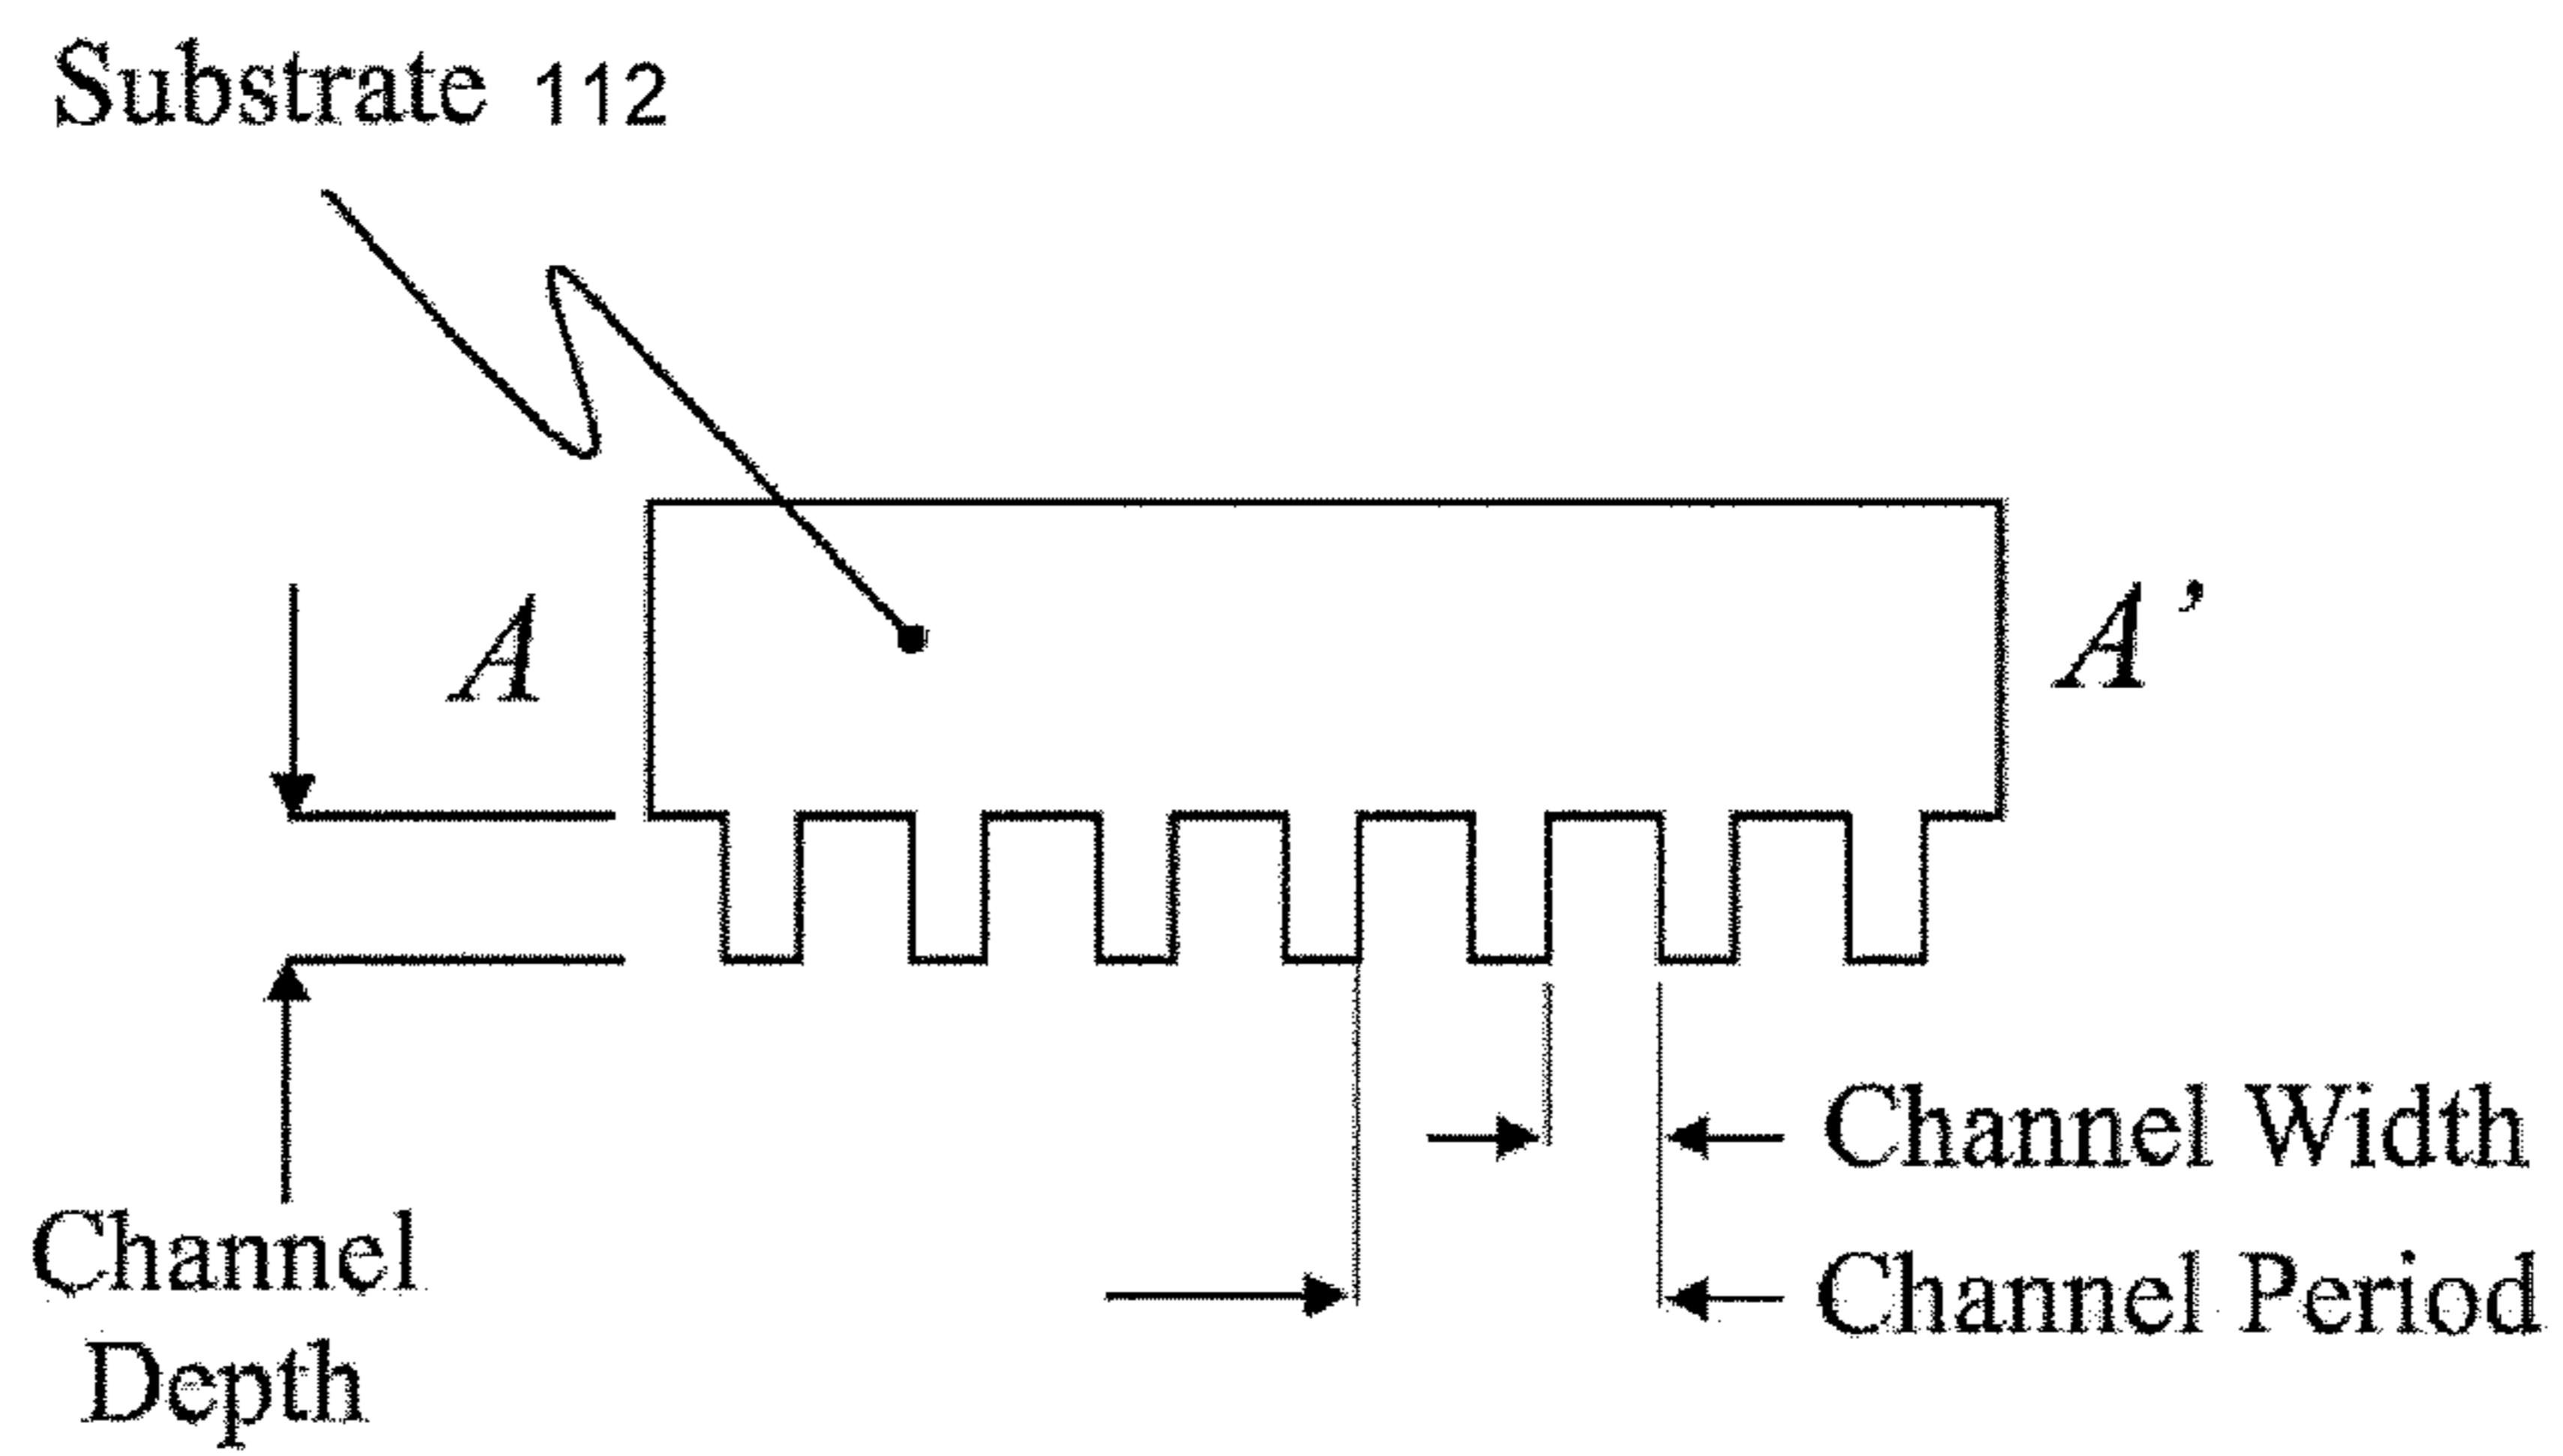 Substrate 112
A
A’
Channel Width
Channel Period
Channel
Depth